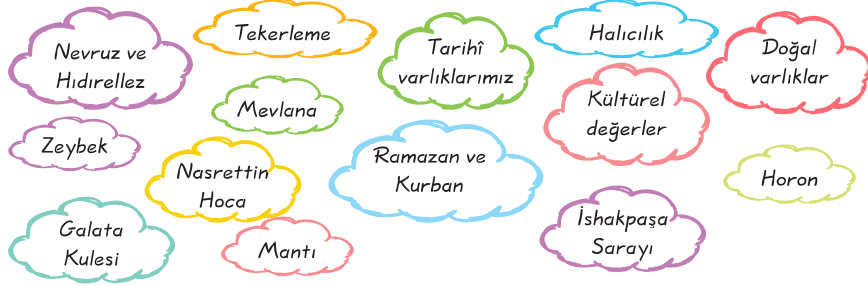 Nevruz ve
Hıdırellez
Tekerleme
Tarihî
varlıklarımız
Halıcılık
Doğal
varlıklar
Mevlana
Kültürel
değerler
Zeybek
Nasrettin
Hoca
Ramazan ve
Kurban
Horon
Galata
Kulesi
Mantı
İshakpaşa
Sarayı